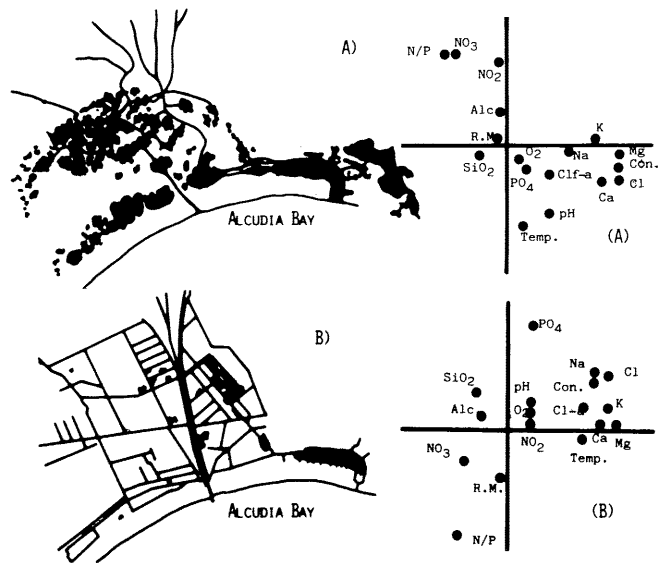 A)
ALCUDIA BAY
N/P NO3
NO2
Alc
R.M.
SiO2
O2
PO4
Clf-a
Na
K
Mg
Con.
Cl
Ca
pH
Temp.
(A)
B)
ALCUDIA BAY
PO4
Na
Cl
Con.
SiO2
pH
Alc
O2
Cl-a
K
NO2
Ca
Mg
Temp.
NO3
R.M.
N/P
(B)